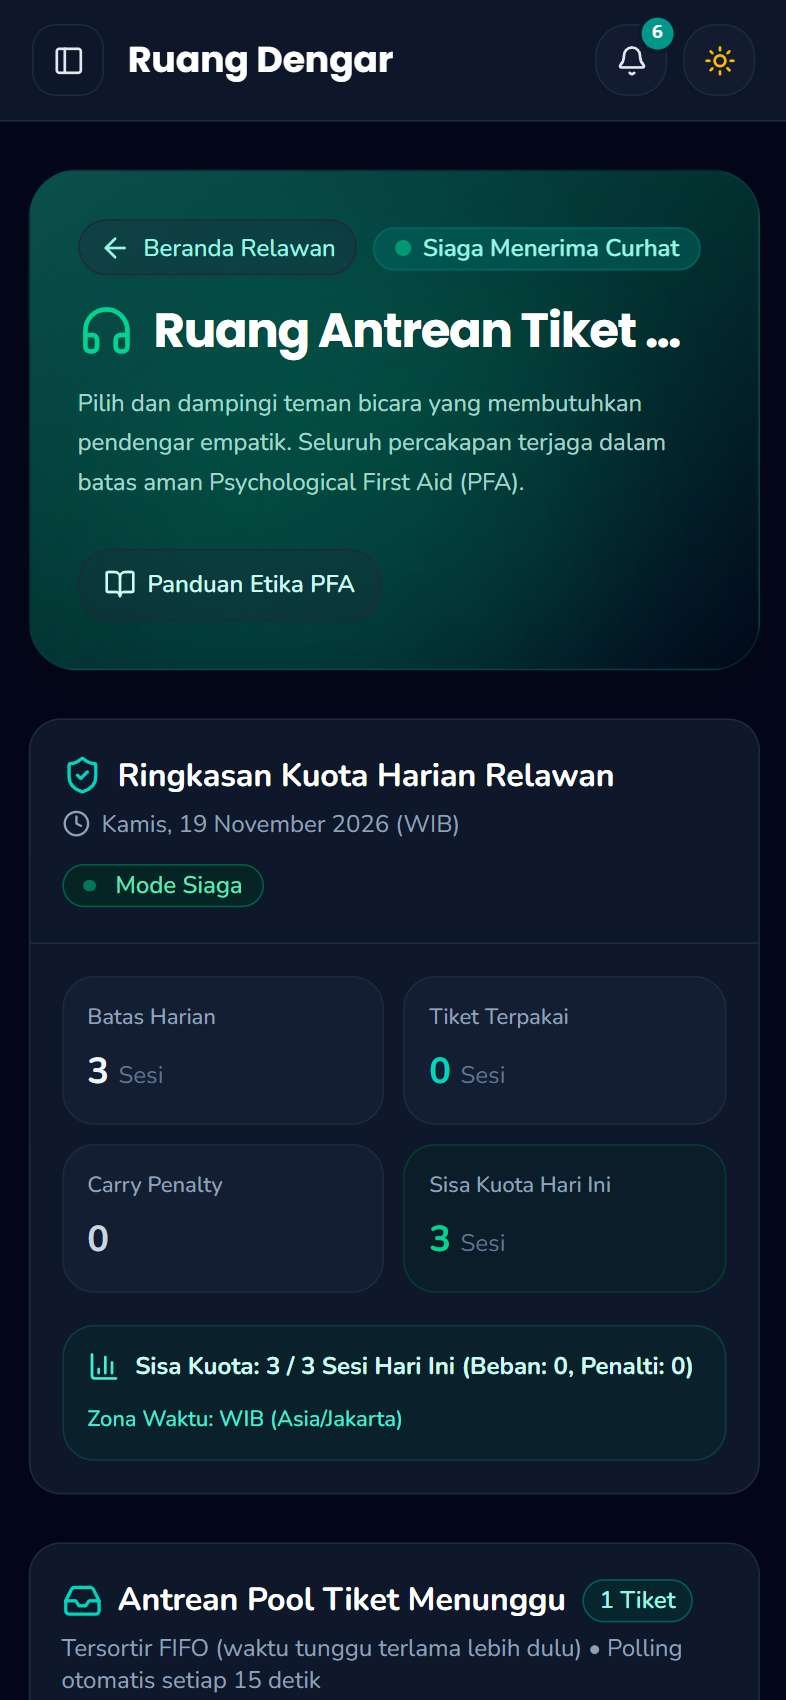 Ruang Dengar
6
Beranda Relawan
Siaga Menerima Curhat
Ruang Antrean Tiket ...
Pilih dan dampingi teman bicara yang membutuhkan
pendengar empatik. Seluruh percakapan terjaga dalam
batas aman Psychological First Aid (PFA).
Panduan Etika PFA
Ringkasan Kuota Harian Relawan
Kamis, 19 November 2026 (WIB)
Mode Siaga
Batas Harian
3 Sesi
Tiket Terpakai
0 Sesi
Carry Penalty
0
Sisa Kuota Hari Ini
3 Sesi
Sisa Kuota: 3 / 3 Sesi Hari Ini (Beban: 0, Penalti: 0)
Zona Waktu: WIB (Asia/Jakarta)
Antrean Pool Tiket Menunggu
1 Tiket
Tersortir FIFO (waktu tunggu terlama lebih dulu) • Polling
otomatis setiap 15 detik